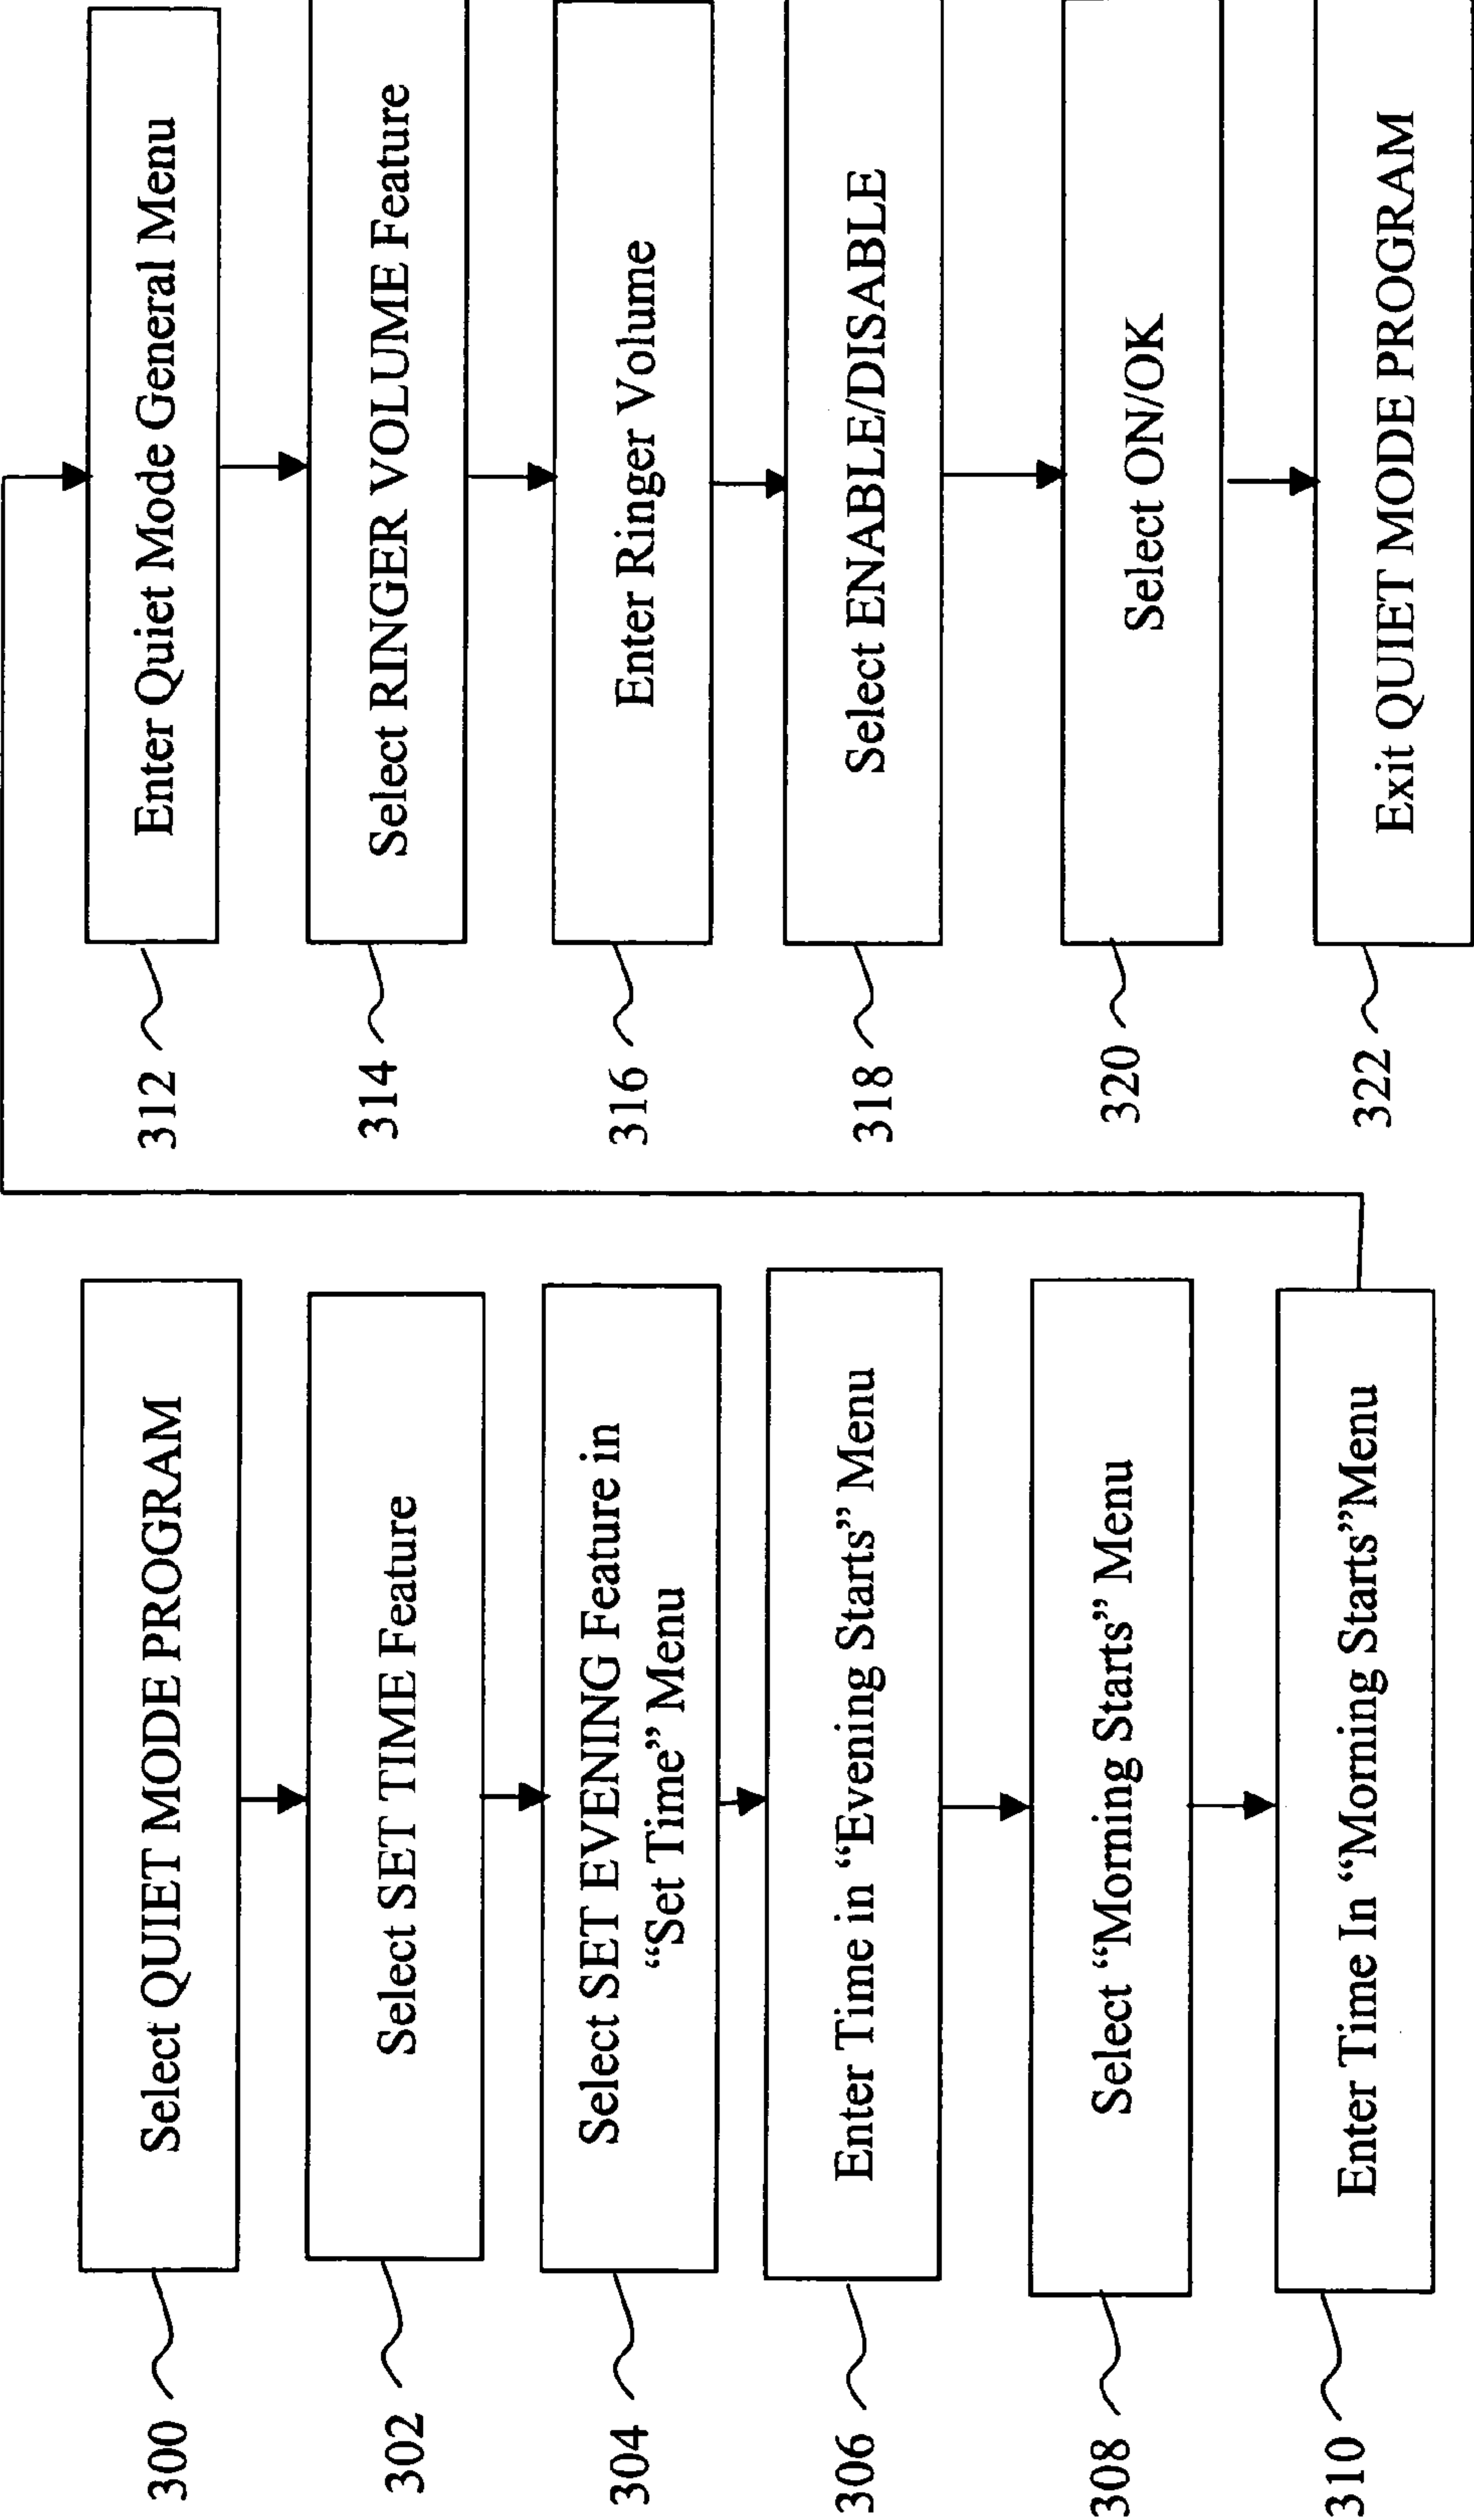 300
Select QUIET MODE PROGRAM
302
Select SET TIME Feature
304
Select SET EVENING Feature in
“Set Time” Menu
306
Enter Time in “Evening Starts” Menu
308
Select “Morning Starts” Menu
310
Enter Time In “Morning Starts”Menu
312
Enter Quiet Mode General Menu
314
Select RINGER VOLUME Feature
316
Enter Ringer Volume
318
Select ENABLE/DISABLE
320
Select ON/OK
322
Exit QUIET MODE PROGRAM